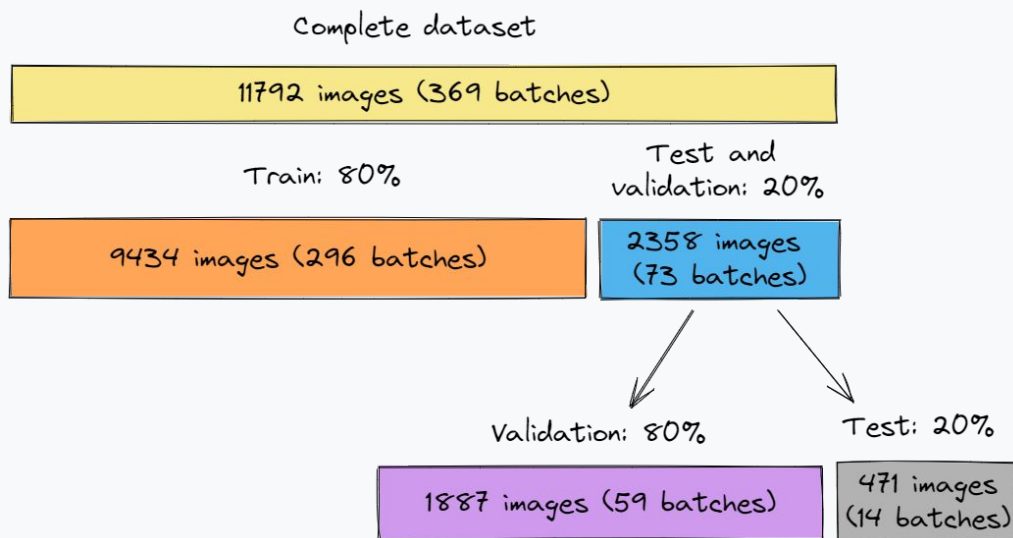 Complete dataset
11792 images (369 batches)
Train: 80%
Test and
validation: 20%
9434 images (296 batches)
2358 images
(73 batches)
Validation: 80%
Test: 20%
1887 images (59 batches)
471 images
(14 batches)